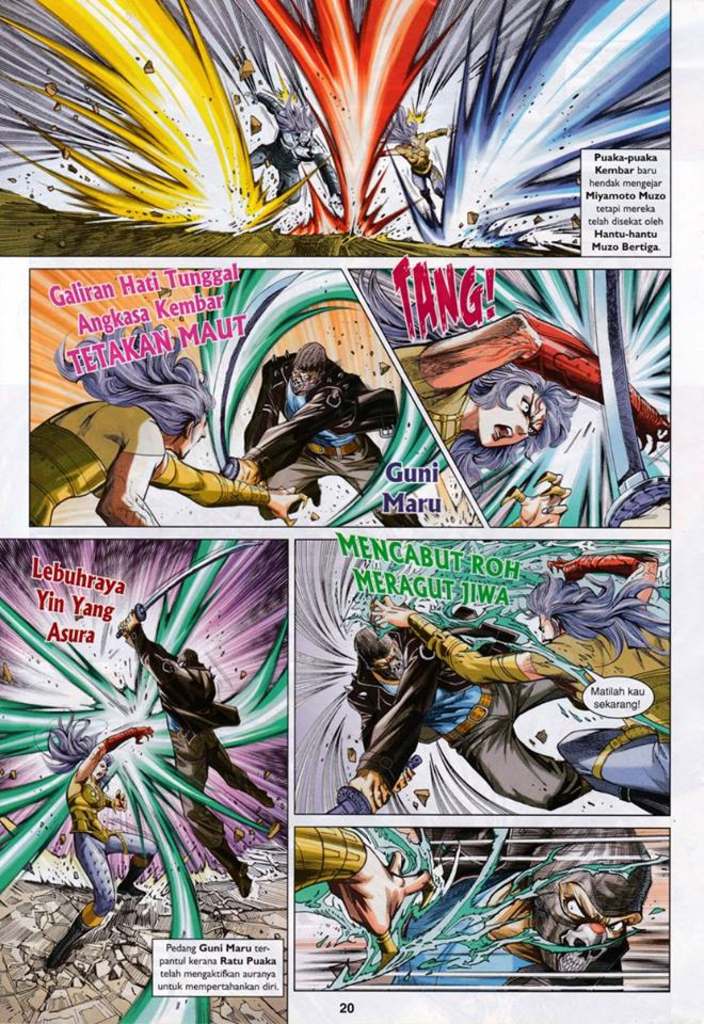 Puaka-puaka
Kembar baru
hendak mengejar
Miyamoto Muzo
tetapi mereka
telah disekat oleh
Hantu-hantu
Muzo Bertiga.
Galiran Hati Tunggal
Angkasa Kembar
TETAKAN MAUT
Guni
Maru
TANG!
Lebuhraya
Yin Yang
Asura
Pedang Guni Maru ter-
pantul kerana Ratu Puaka
telah mengaktifkan auranya
untuk mempertahankan diri.
MENCABUT ROH
MERAGUT JIWA
Matilah kau
sekarang!
20